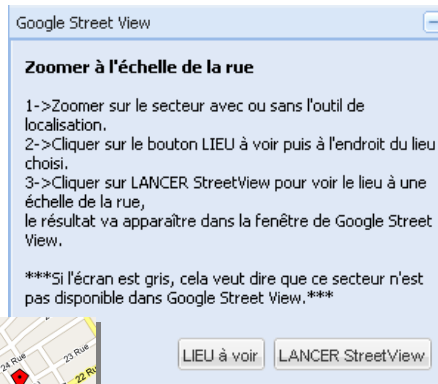 Google Street View
Zoomer à l'échelle de la rue
1->Zoomer sur le secteur avec ou sans l'outil de
localisation.
2->Cliquer sur le bouton LIEU à voir puis à l'endroit du lieu
choisi.
3->Cliquer sur LANCER StreetView pour voir le lieu à une
échelle de la rue,
le résultat va apparaître dans la fenêtre de Google Street
View.
***Si l'écran est gris, cela veut dire que ce secteur n'est
pas disponible dans Google Street View.***
LIEU à voir LANCER StreetView
24 Rue
23 Rue
22 Ru